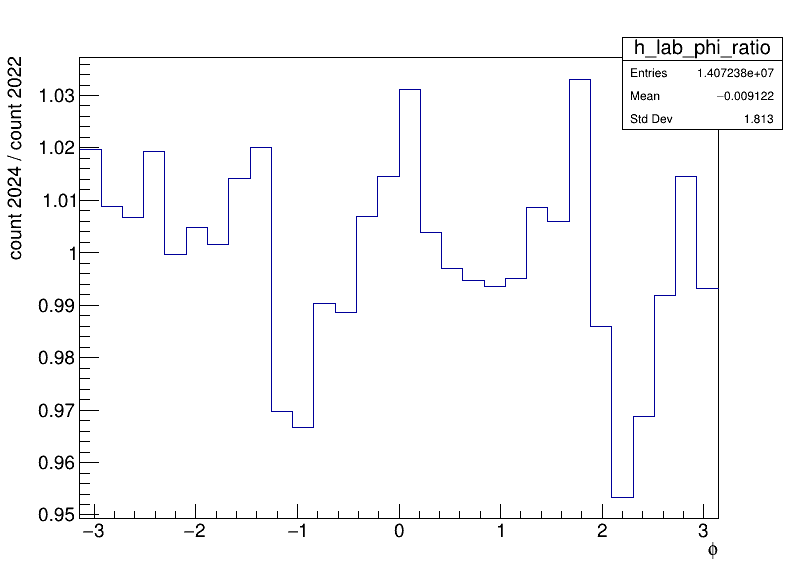 h_lab_phi_ratio
Entries 1.407238e+07
Mean −0.009122
Std Dev 1.813
count 2024 / count 2022
1.03
1.02
1.01
1
0.99
0.98
0.97
0.96
0.95
−3 −2 −1 0 1 2 3
ϕ